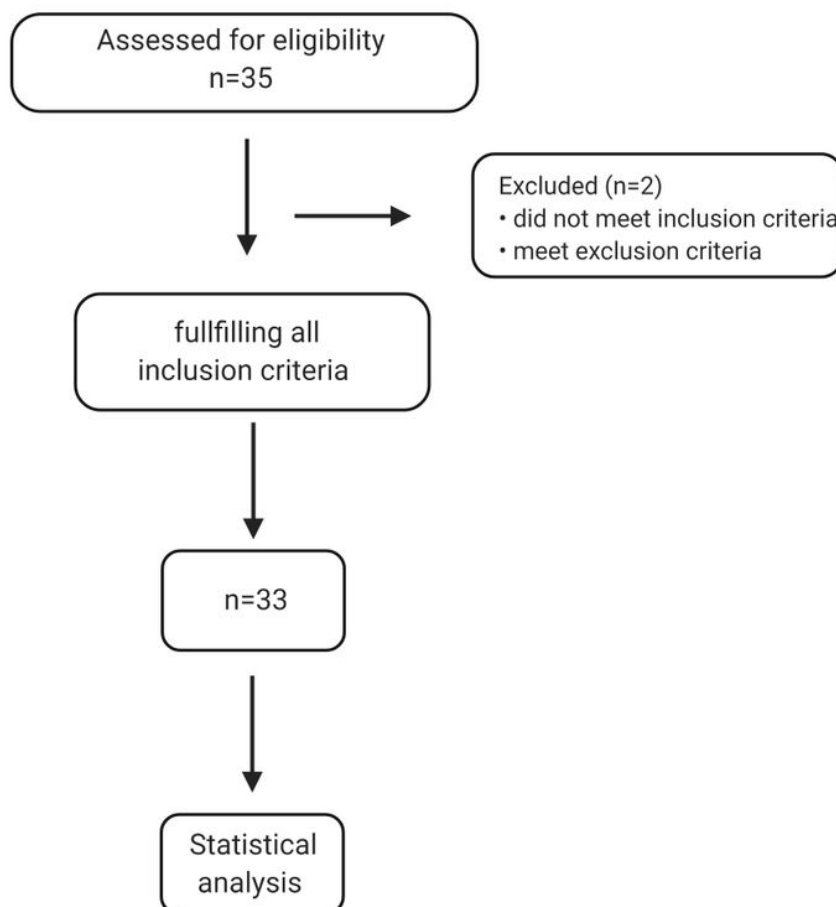 Assessed for eligibility
n=35
Excluded (n=2)
• did not meet inclusion criteria
• meet exclusion criteria
fullfilling all
inclusion criteria
n=33
Statistical
analysis